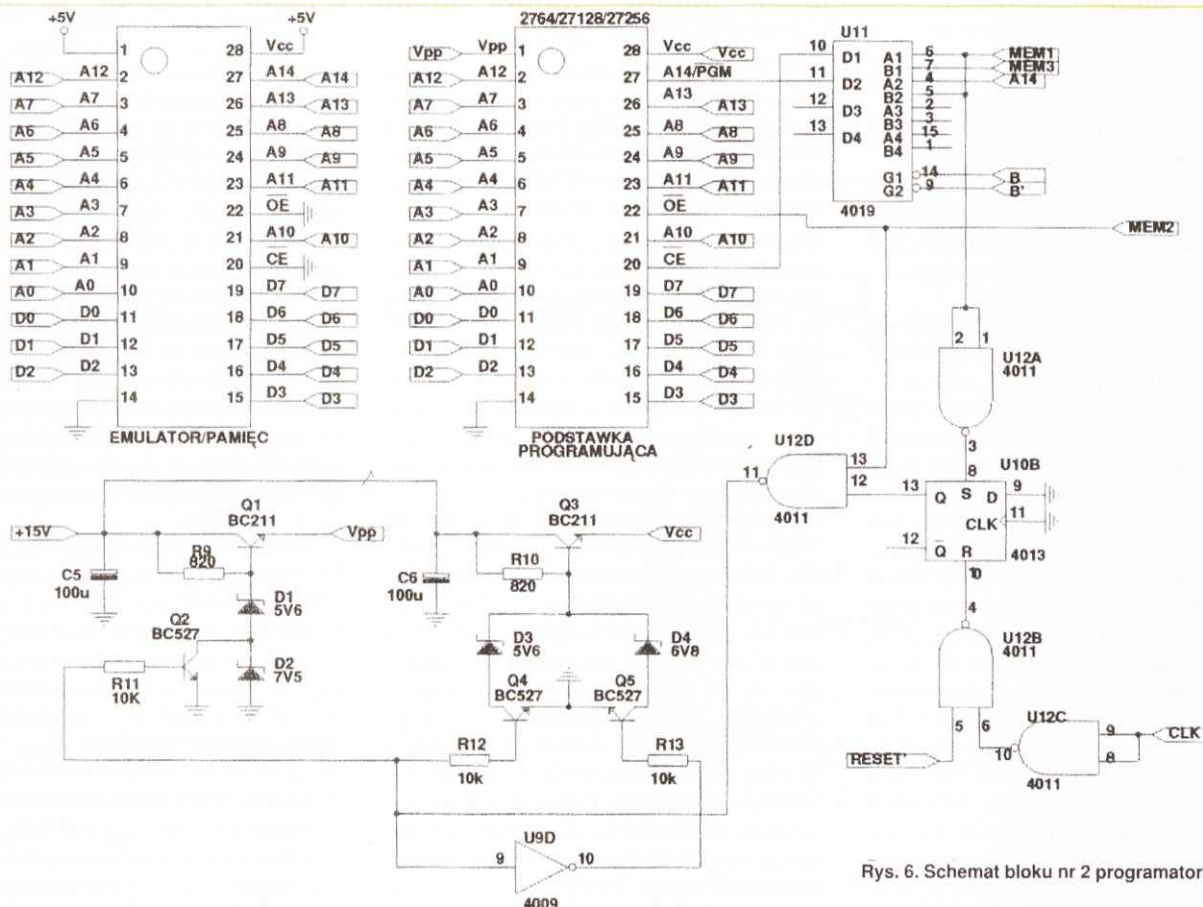 +5V +5V
1 28 Vcc
A12 A12 2 27 A14 A14
A7 A7 3 26 A13 A13
A6 A6 4 25 A8 A8
A5 A5 5 24 A9 A9
A4 A4 6 23 A11 A11
A3 A3 7 22 OE
A2 A2 8 21 A10 A10
A1 A1 9 20 CE
A0 A0 10 19 D7 D7
D0 D0 11 18 D6 D6
D1 D1 12 17 D5 D5
D2 D2 13 16 D4 D4
14 15 D3 D3
EMULATOR/PAMIĘC
2764/27128/27256
Vpp Vpp 1 28 Vcc Vcc
A12 A12 2 27 A14/PGM
A7 A7 3 26 A13 A13
A6 A6 4 25 A8 A8
A5 A5 5 24 A9 A9
A4 A4 6 23 A11 A11
A3 A3 7 22 OE
A2 A2 8 21 A10 A10
A1 A1 9 20 CE
A0 A0 10 19 D7 D7
D0 D0 11 18 D6 D6
D1 D1 12 17 D5 D5
D2 D2 13 16 D4 D4
14 15 D3 D3
PODSTAWKA
PROGRAMUJĄCA
U11
10 D1 A1 6 MEM1
B1 7 MEM3
11 D2 A2 4 A14
B2 5
12 D3 A3 2
B3 3
13 D4 A4 15
B4 1
G1 14 B
G2 9 B'
4019
MEM2
2 1
U12A
4011
3
U12D
11 13
12
4011
8
U10B
13 Q S D 9
CLK 11
12 Q R
4013
10
4
U12B
4011
5 6
U12C
10 9 CLK
8
4011
RESET'
+15V
Q1
BC211
Vpp
R9
820
C5
100u
D1
5V6
Q2
BC527
D2
7V5
R11
10K
Q3
BC211
Vcc
R10
820
C6
100u
D3
5V6
D4
6V8
Q4
BC527
Q5
BC527
R12
10k
R13
10k
U9D
9 10
4009
Rys. 6. Schemat bloku nr 2 programator